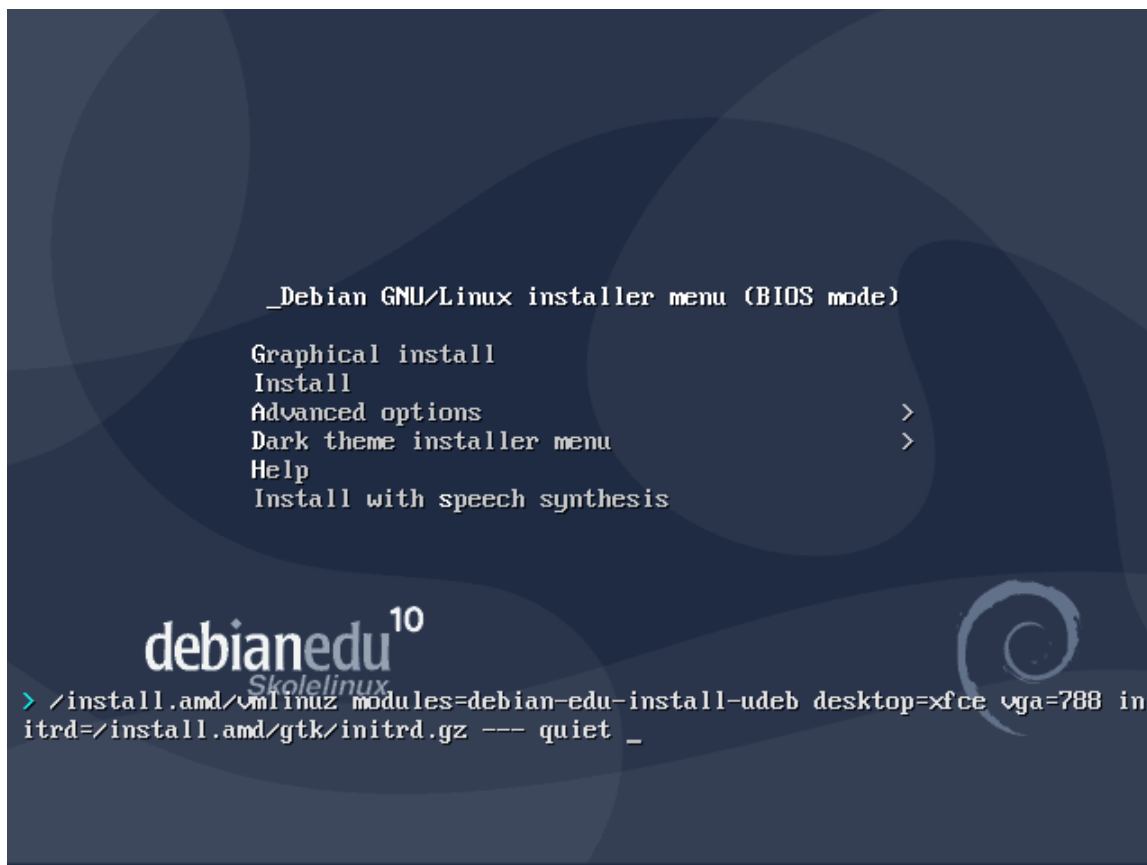 _Debian GNU/Linux installer menu (BIOS mode)
Graphical install
Install
Advanced options >
Dark theme installer menu >
Help
Install with speech synthesis
debianedu 10
Skolelinux
> /install.amd/vmlinuz modules=debian-edu-install-udeb desktop=xfce vga=788 in
itrd=/install.amd/gtk/initrd.gz --- quiet _